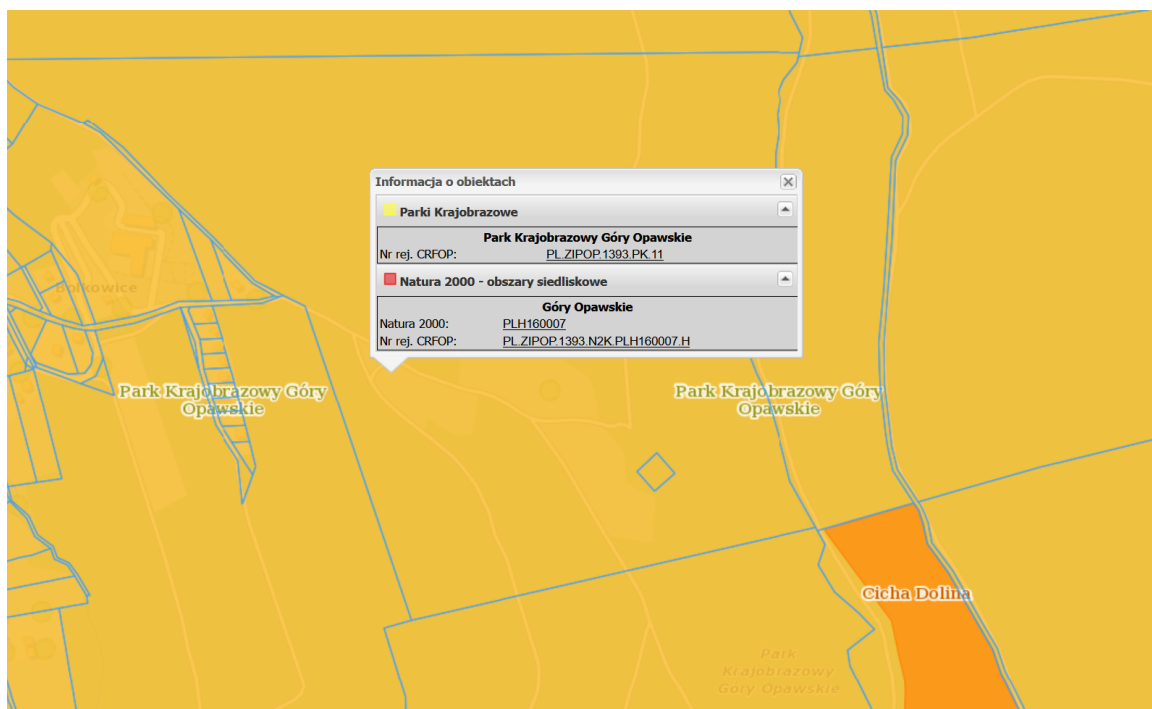 Informacja o obiektach
Parki Krajobrazowe
Park Krajobrazowy Góry Opawskie
Nr rej. CRFOP: PL.ZIPOP.1393.PK.11
Natura 2000 - obszary siedliskowe
Góry Opawskie
Natura 2000: PLH160007
Nr rej. CRFOP: PL.ZIPOP.1393.N2K.PLH160007.H
Bolkowice
Park Krajobrazowy Góry
Opawskie
Park Krajobrazowy Góry
Opawskie
Cicha Dolina
Park
Krajobrazowy
Góry Opawskie